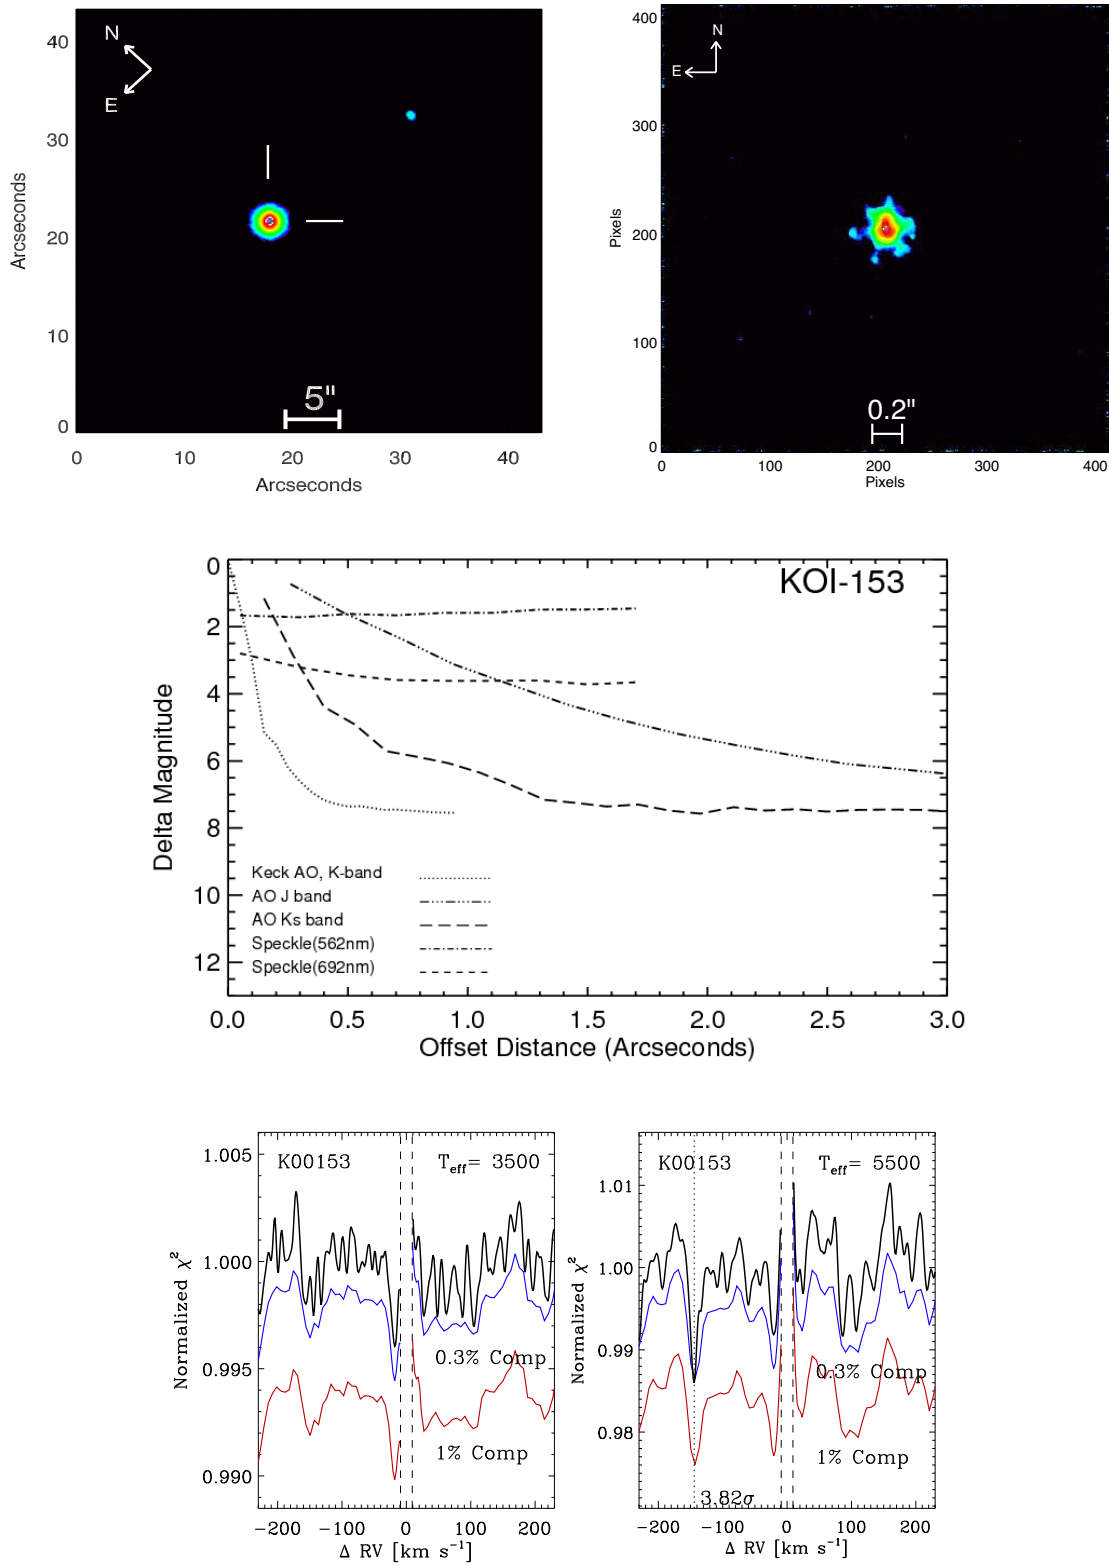 40
30
20
10
0
Arcseconds
N
E
5"
0 10 20 30 40
Arcseconds
400
300
200
100
0
Pixels
N
E
0.2"
0 100 200 300 400
Pixels
KOI-153
0
2
4
6
8
10
12
Delta Magnitude
Keck AO, K-band
AO J band
AO Ks band
Speckle(562nm)
Speckle(692nm)
0.0 0.5 1.0 1.5 2.0 2.5 3.0
Offset Distance (Arcseconds)
1.005
1.000
0.995
0.990
Normalized χ²
K00153
T_eff= 3500
0.3% Comp
1% Comp
−200 −100 0 100 200
Δ RV [km s⁻¹]
1.01
1.00
0.99
0.98
Normalized χ²
K00153
T_eff= 5500
0.3% Comp
1% Comp
3.82σ
−200 −100 0 100 200
Δ RV [km s⁻¹]